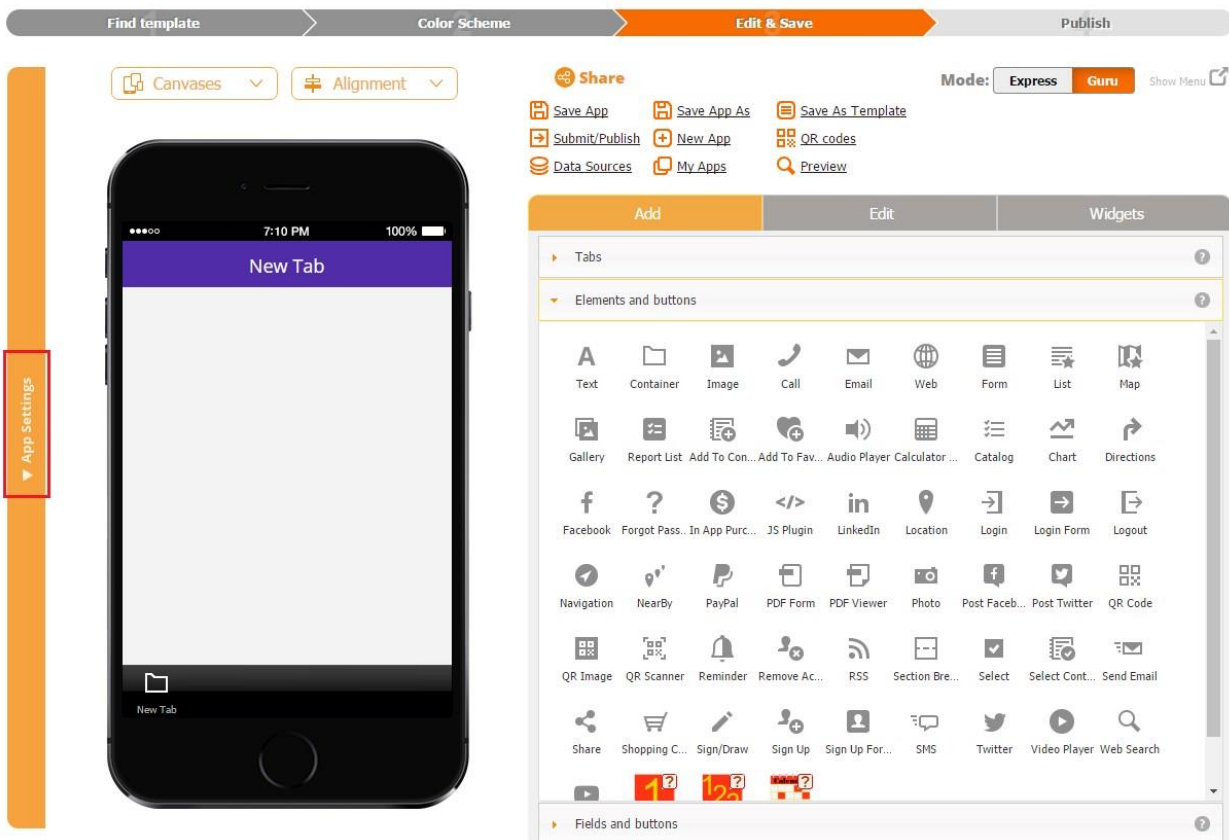 Find template
Color Scheme
Edit & Save
Publish
Canvases
Alignment
Share
Mode: Express Guru Show Menu
Save App Save App As Save As Template
Submit/Publish New App QR codes
Data Sources My Apps Preview
App Settings
7:10 PM 100%
New Tab
New Tab
Add Edit Widgets
Tabs
Elements and buttons
Text Container Image Call Email Web Form List Map
Gallery Report List Add To Con... Add To Fav... Audio Player Calculator ... Catalog Chart Directions
Facebook Forgot Pass... In App Purc... JS Plugin LinkedIn Location Login Login Form Logout
Navigation NearBy PayPal PDF Form PDF Viewer Photo Post Faceb... Post Twitter QR Code
QR Image QR Scanner Reminder Remove Ac... RSS Section Bre... Select Select Cont... Send Email
Share Shopping C... Sign/Draw Sign Up Sign Up For... SMS Twitter Video Player Web Search
Fields and buttons